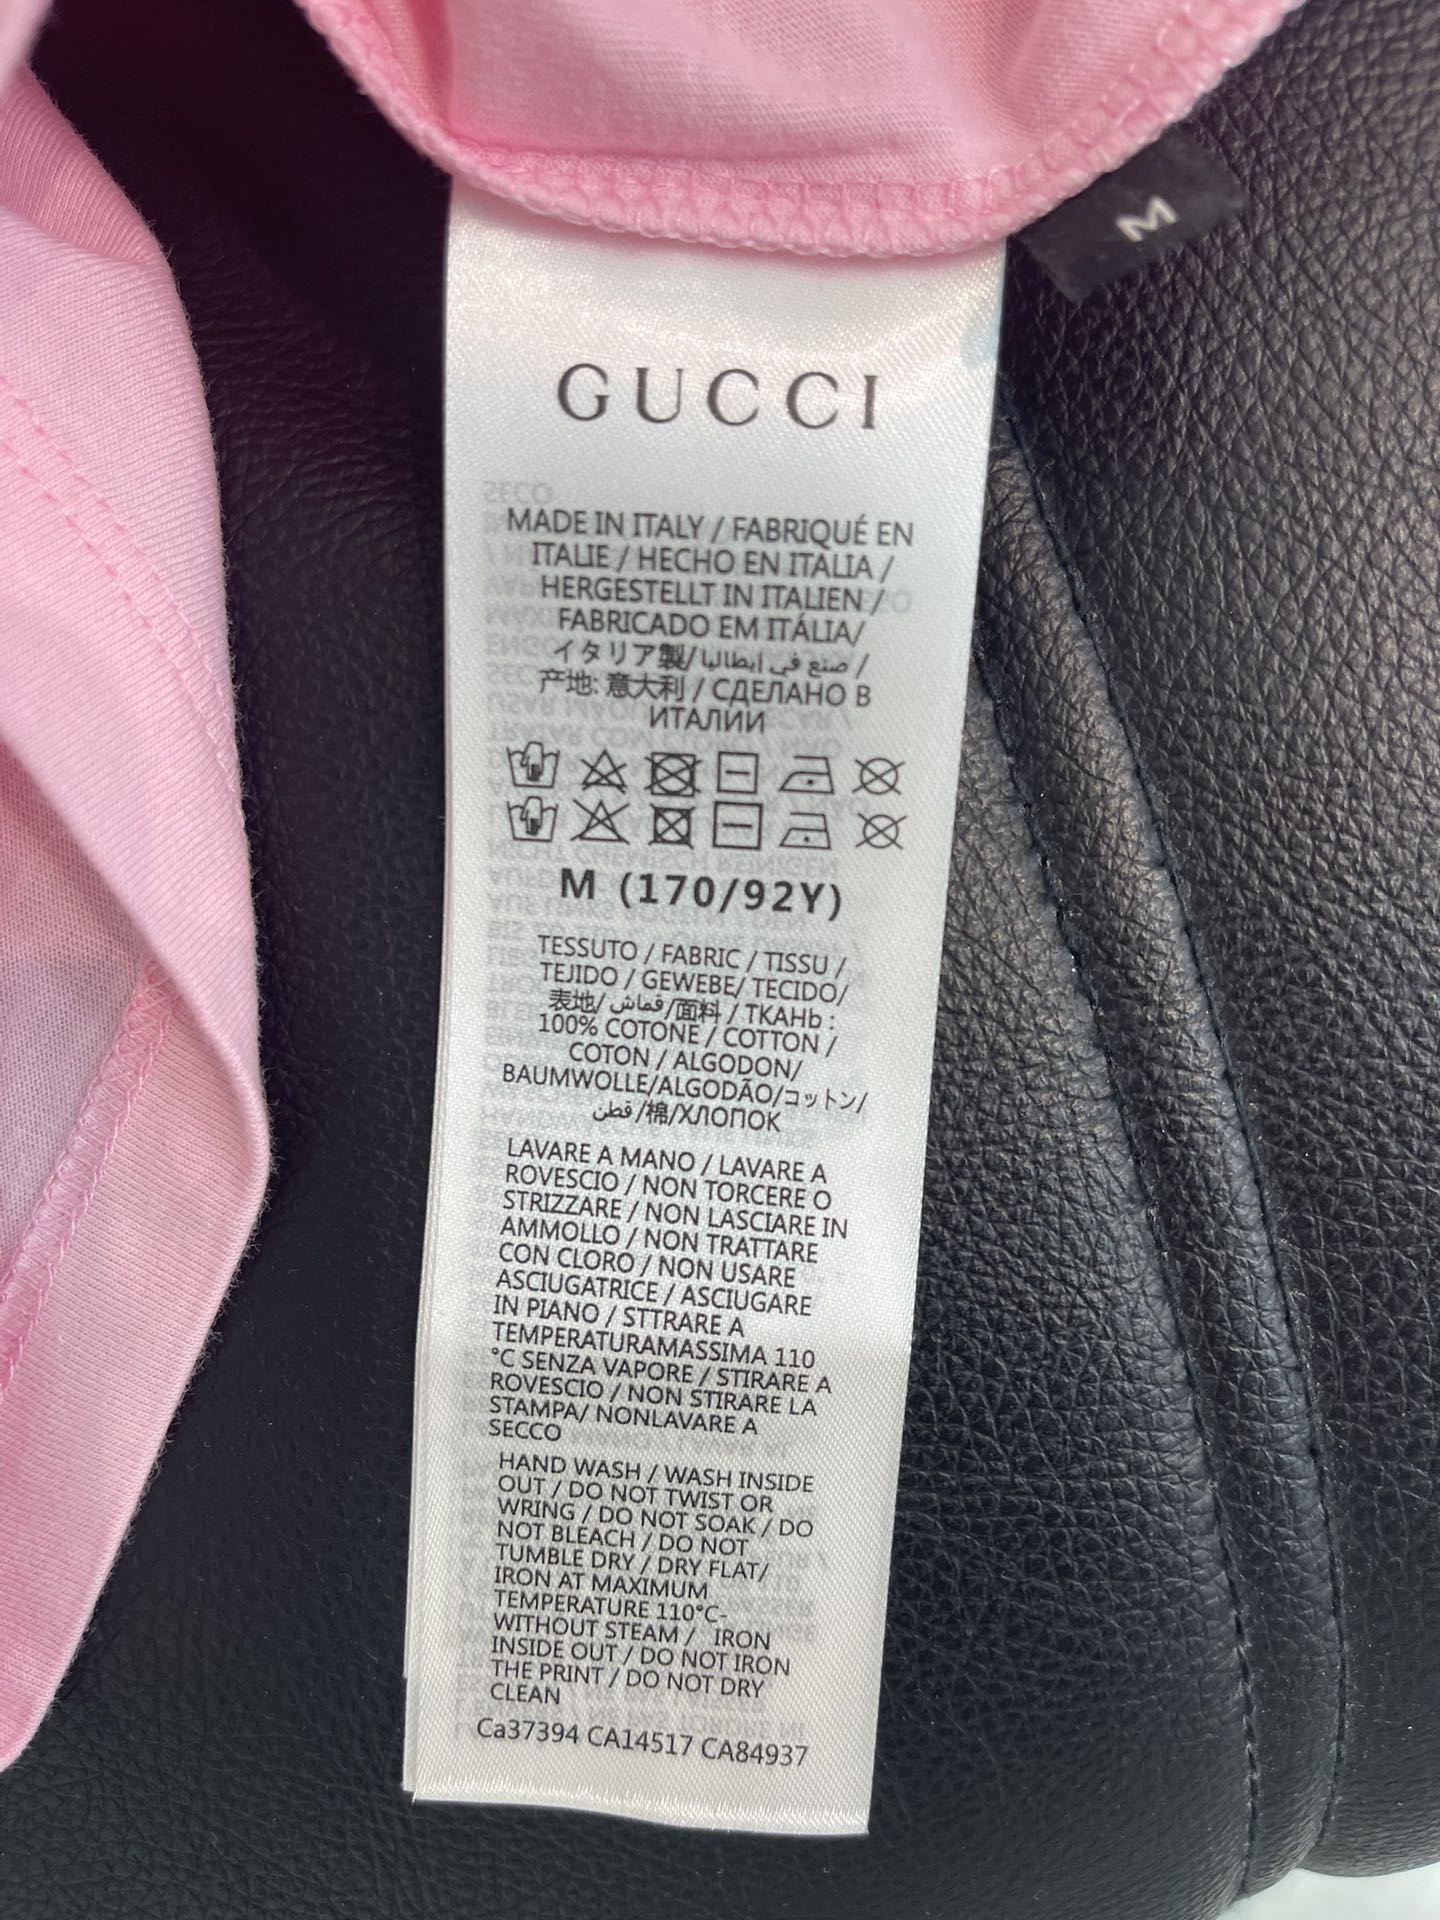 M
GUCCI
MADE IN ITALY / FABRIQUÉ EN
ITALIE / HECHO EN ITALIA /
HERGESTELLT IN ITALIEN /
FABRICADO EM ITÁLIA/
イタリア製/صنع في ايطاليا /
产地: 意大利 / СДЕЛАНО В
ИТАЛИИ
M (170/92Y)
TESSUTO / FABRIC / TISSU /
TEJIDO / GEWEBE/ TECIDO/
表地/ قماش /面料 / ТКАНЬ :
100% COTONE / COTTON /
COTON / ALGODON/
BAUMWOLLE/ALGODÃO/コットン/
قطن /棉/ХЛОПОК
LAVARE A MANO / LAVARE A
ROVESCIO / NON TORCERE O
STRIZZARE / NON LASCIARE IN
AMMOLLO / NON TRATTARE
CON CLORO / NON USARE
ASCIUGATRICE / ASCIUGARE
IN PIANO / STTRARE A
TEMPERATURAMASSIMA 110
°C SENZA VAPORE / STIRARE A
ROVESCIO / NON STIRARE LA
STAMPA/ NONLAVARE A
SECCO
HAND WASH / WASH INSIDE
OUT / DO NOT TWIST OR
WRING / DO NOT SOAK / DO
NOT BLEACH / DO NOT
TUMBLE DRY / DRY FLAT/
IRON AT MAXIMUM
TEMPERATURE 110°C-
WITHOUT STEAM / IRON
INSIDE OUT / DO NOT IRON
THE PRINT / DO NOT DRY
CLEAN
Ca37394 CA14517 CA84937